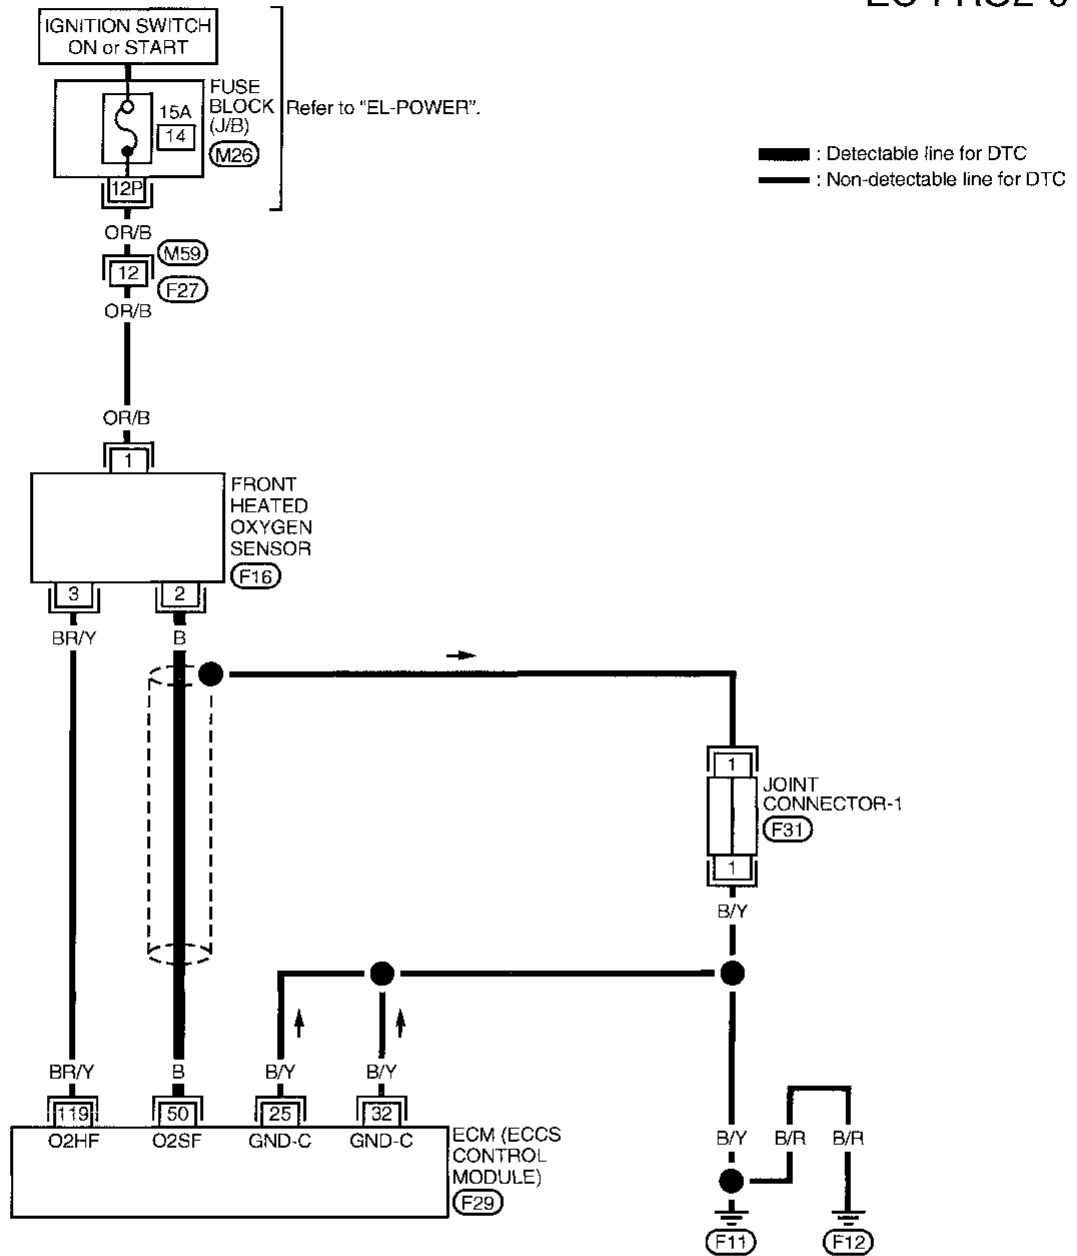 IGNITION SWITCH
ON or START
FUSE
BLOCK
(J/B)
15A
14
M26
Refer to "EL-POWER".
: Detectable line for DTC
: Non-detectable line for DTC
12P
OR/B
M59
12
F27
OR/B
OR/B
1
FRONT
HEATED
OXYGEN
SENSOR
F16
3
2
BR/Y
B
1
JOINT
CONNECTOR-1
F31
1
B/Y
BR/Y
B
B/Y
B/Y
119
50
25
32
O2HF
O2SF
GND-C
GND-C
ECM (ECCS
CONTROL
MODULE)
F29
B/Y
B/R
B/R
F11
F12